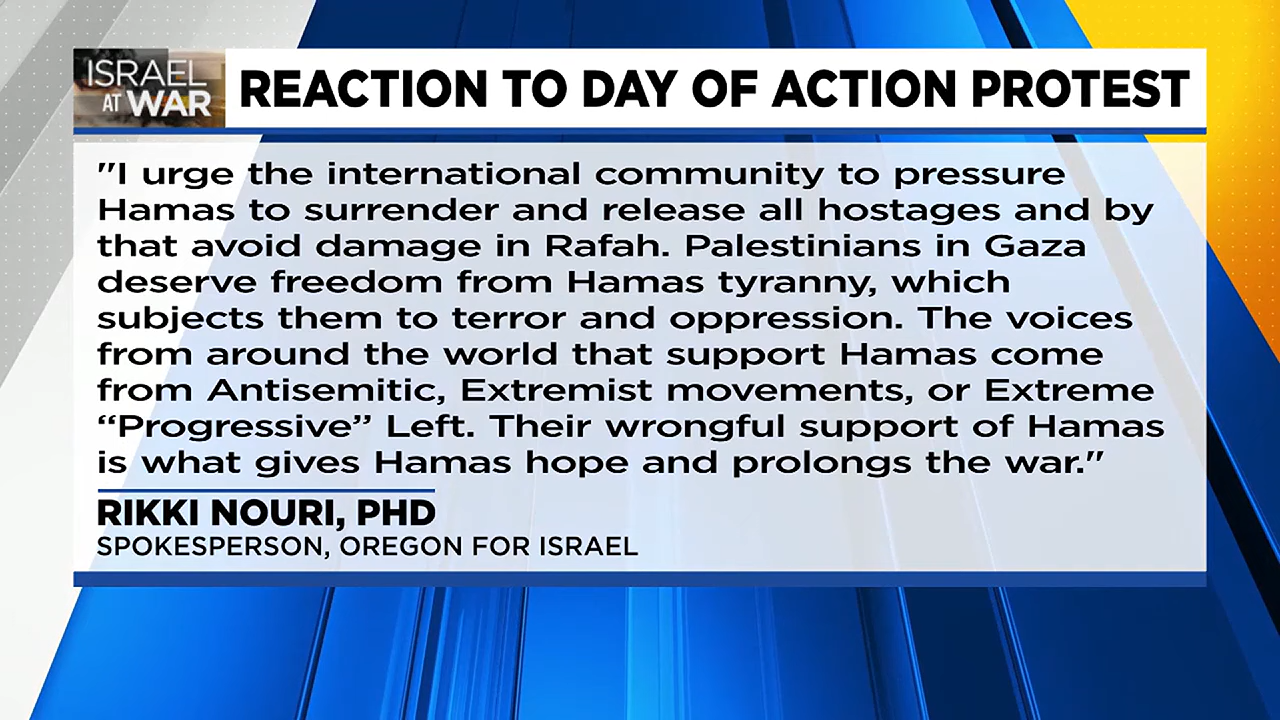 ISRAEL
AT WAR
REACTION TO DAY OF ACTION PROTEST
"I urge the international community to pressure
Hamas to surrender and release all hostages and by
that avoid damage in Rafah. Palestinians in Gaza
deserve freedom from Hamas tyranny, which
subjects them to terror and oppression. The voices
from around the world that support Hamas come
from Antisemitic, Extremist movements, or Extreme
“Progressive” Left. Their wrongful support of Hamas
is what gives Hamas hope and prolongs the war."
RIKKI NOURI, PHD
SPOKESPERSON, OREGON FOR ISRAEL